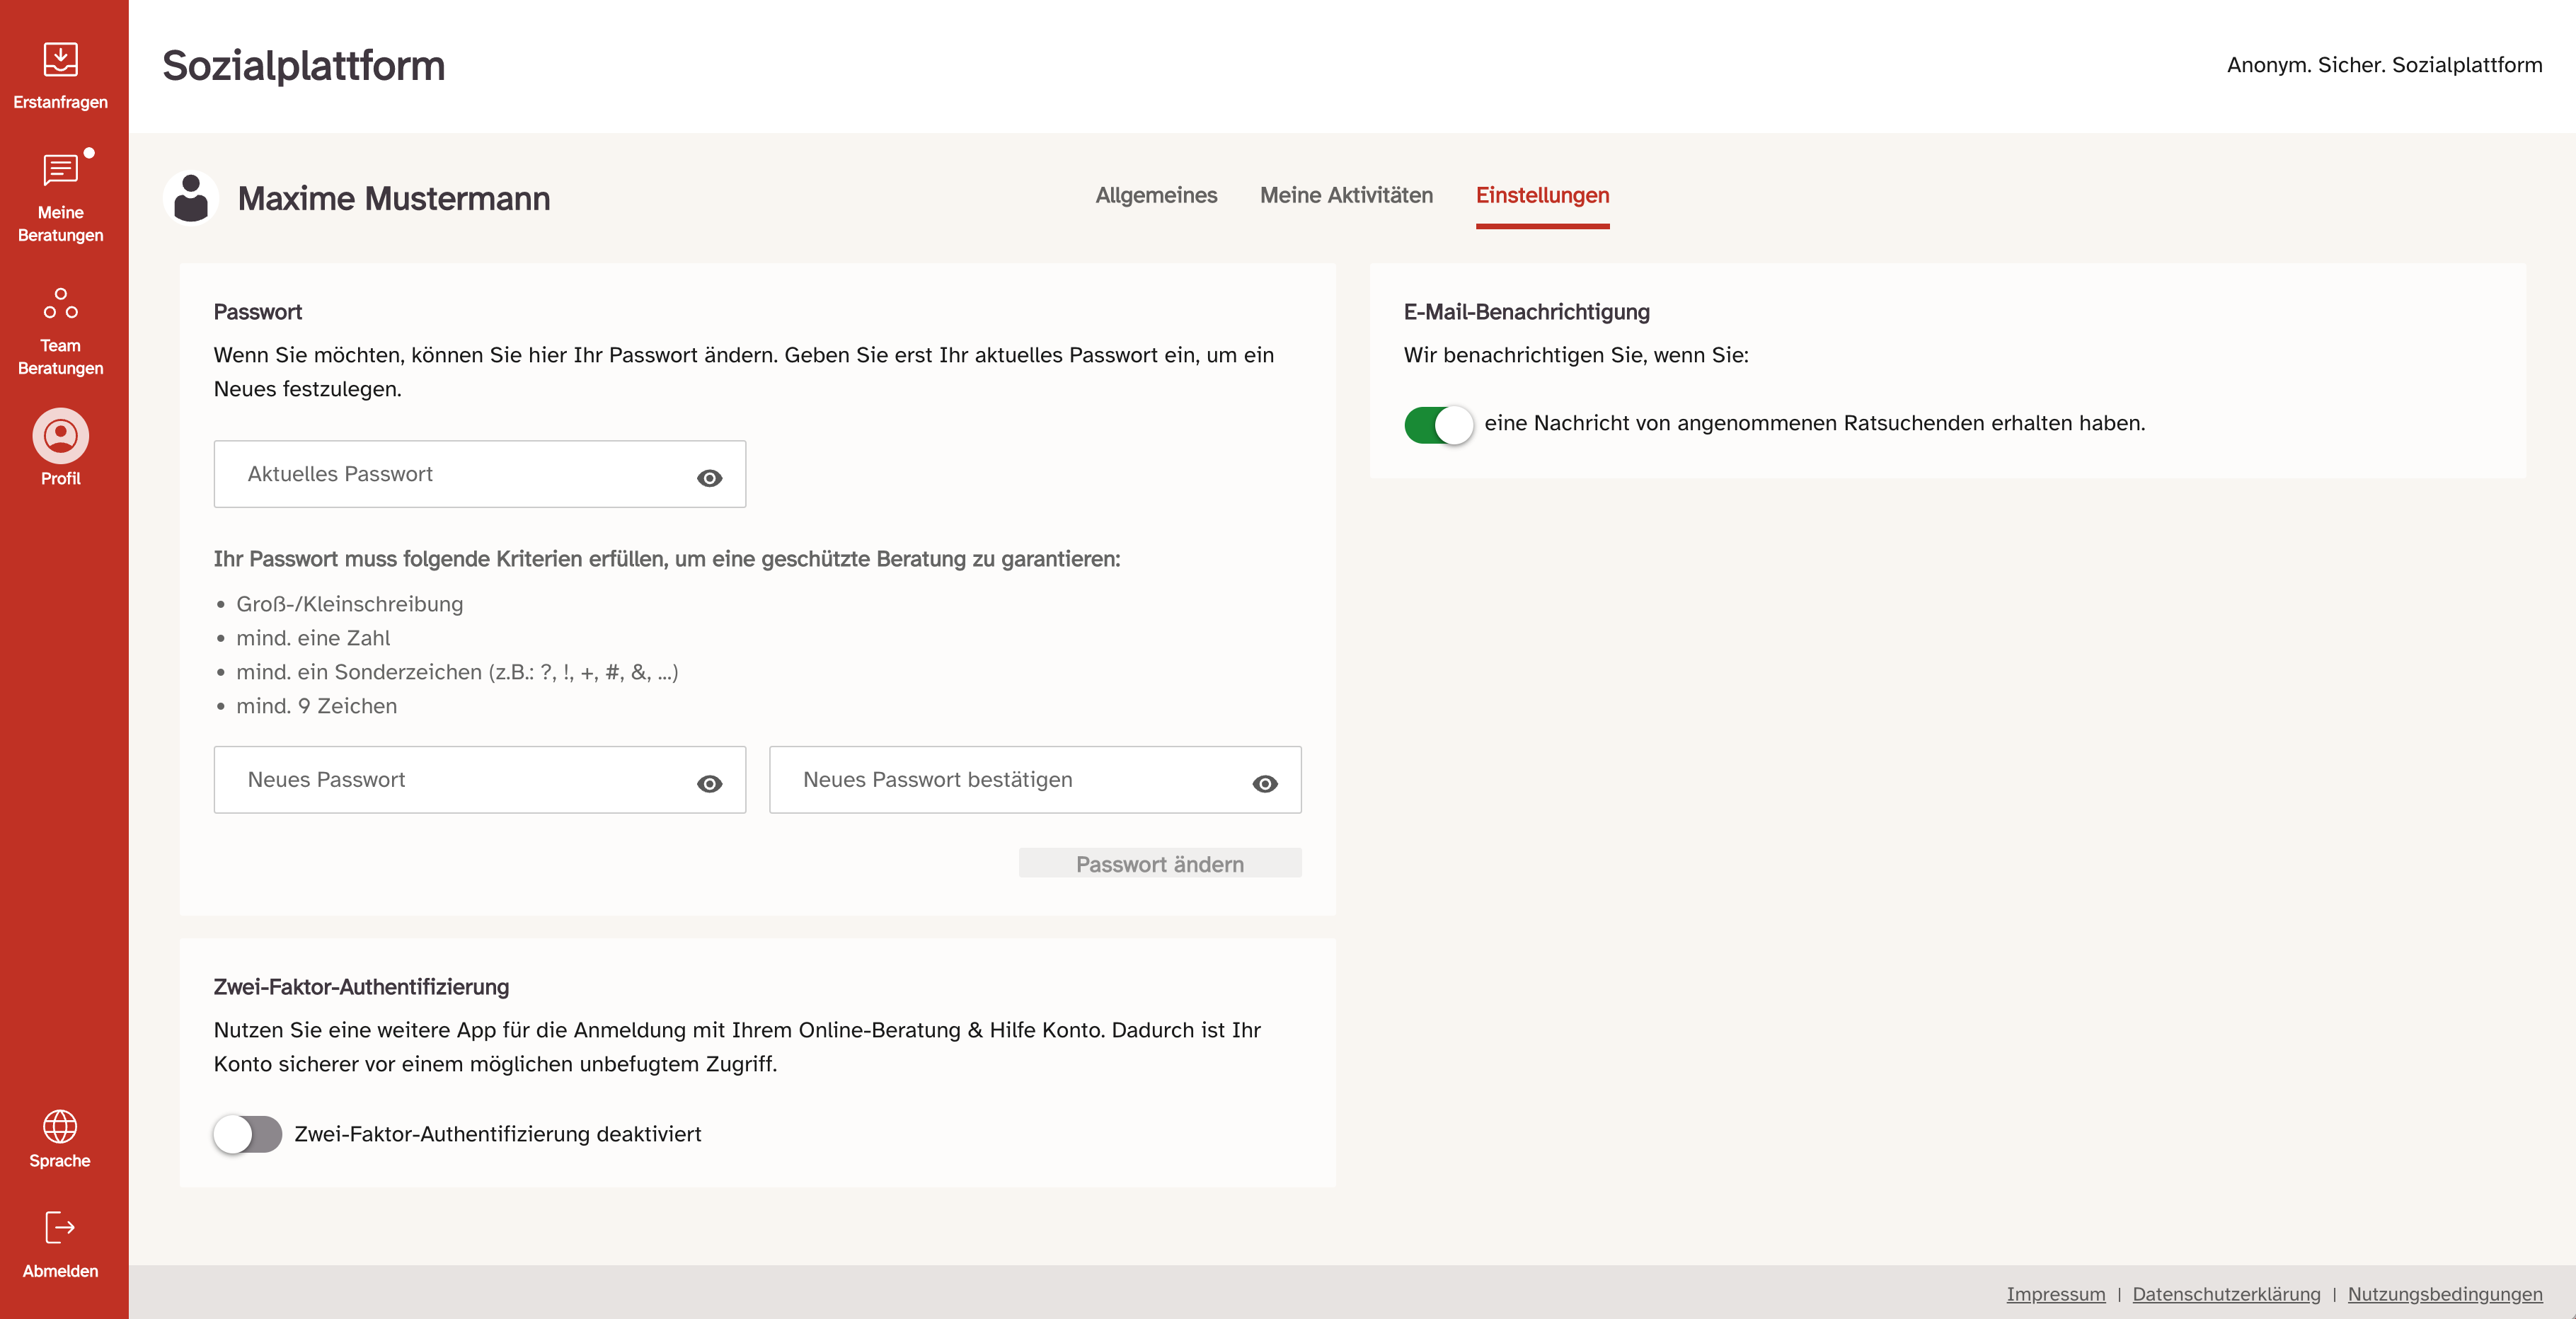 Erstanfragen
Meine
Beratungen
Team
Beratungen
Profil
Sprache
Abmelden
Sozialplattform
Anonym. Sicher. Sozialplattform
Maxime Mustermann
Allgemeines
Meine Aktivitäten
Einstellungen
Passwort
Wenn Sie möchten, können Sie hier Ihr Passwort ändern. Geben Sie erst Ihr aktuelles Passwort ein, um ein
Neues festzulegen.
Aktuelles Passwort
Ihr Passwort muss folgende Kriterien erfüllen, um eine geschützte Beratung zu garantieren:
• Groß-/Kleinschreibung
• mind. eine Zahl
• mind. ein Sonderzeichen (z.B.: ?, !, +, #, &, ...)
• mind. 9 Zeichen
Neues Passwort
Neues Passwort bestätigen
Passwort ändern
Zwei-Faktor-Authentifizierung
Nutzen Sie eine weitere App für die Anmeldung mit Ihrem Online-Beratung & Hilfe Konto. Dadurch ist Ihr
Konto sicherer vor einem möglichen unbefugtem Zugriff.
Zwei-Faktor-Authentifizierung deaktiviert
E-Mail-Benachrichtigung
Wir benachrichtigen Sie, wenn Sie:
eine Nachricht von angenommenen Ratsuchenden erhalten haben.
Impressum | Datenschutzerklärung | Nutzungsbedingungen